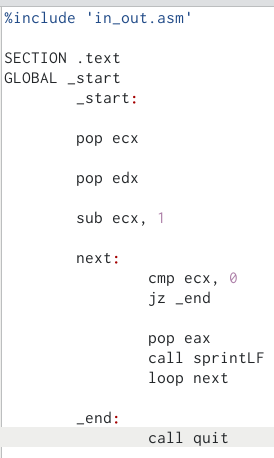 %include 'in_out.asm'
SECTION .text
GLOBAL _start
_start:
pop ecx
pop edx
sub ecx, 1
next:
cmp ecx, 0
jz _end
pop eax
call sprintLF
loop next
_end:
call quit